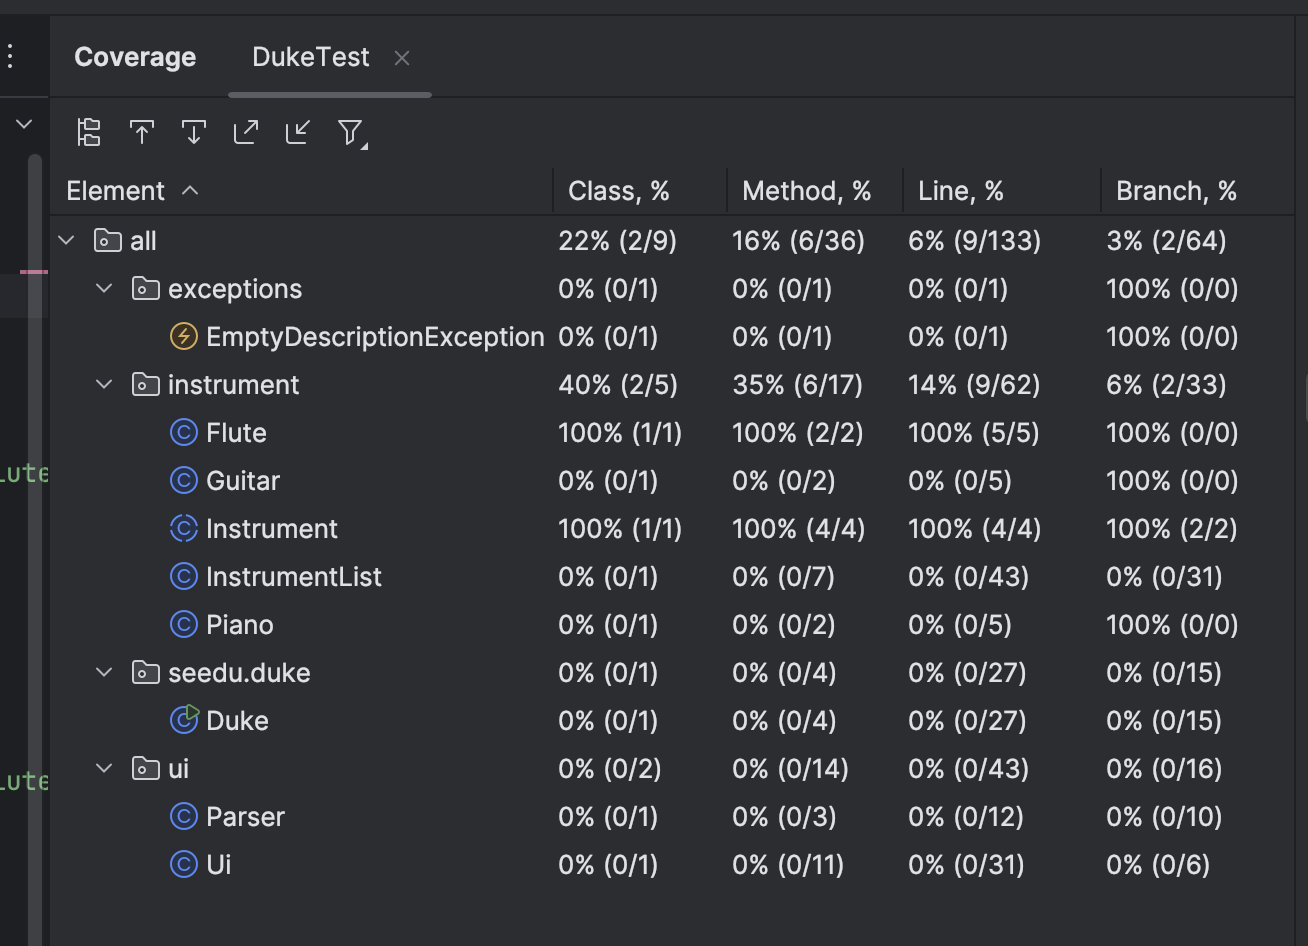 Coverage DukeTest
Element Class, % Method, % Line, % Branch, %
all 22% (2/9) 16% (6/36) 6% (9/133) 3% (2/64)
exceptions 0% (0/1) 0% (0/1) 0% (0/1) 100% (0/0)
EmptyDescriptionException 0% (0/1) 0% (0/1) 0% (0/1) 100% (0/0)
instrument 40% (2/5) 35% (6/17) 14% (9/62) 6% (2/33)
Flute 100% (1/1) 100% (2/2) 100% (5/5) 100% (0/0)
lute
Guitar 0% (0/1) 0% (0/2) 0% (0/5) 100% (0/0)
Instrument 100% (1/1) 100% (4/4) 100% (4/4) 100% (2/2)
InstrumentList 0% (0/1) 0% (0/7) 0% (0/43) 0% (0/31)
Piano 0% (0/1) 0% (0/2) 0% (0/5) 100% (0/0)
seedu.duke 0% (0/1) 0% (0/4) 0% (0/27) 0% (0/15)
Duke 0% (0/1) 0% (0/4) 0% (0/27) 0% (0/15)
ui 0% (0/2) 0% (0/14) 0% (0/43) 0% (0/16)
lute
Parser 0% (0/1) 0% (0/3) 0% (0/12) 0% (0/10)
Ui 0% (0/1) 0% (0/11) 0% (0/31) 0% (0/6)